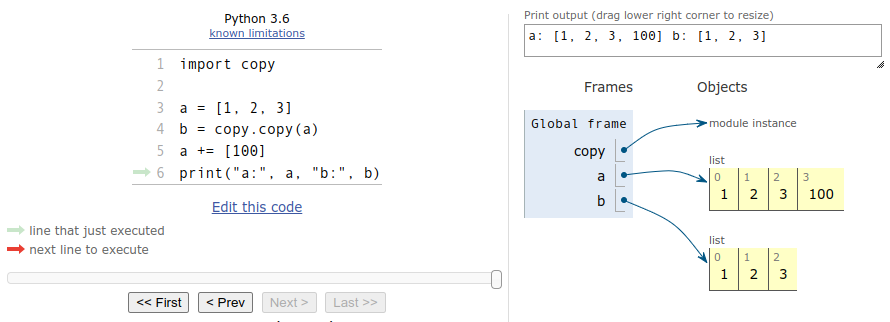 Python 3.6
known limitations
1 import copy
2
3 a = [1, 2, 3]
4 b = copy.copy(a)
5 a += [100]
6 print("a:", a, "b:", b)
Edit this code
line that just executed
next line to execute
<< First < Prev Next > Last >>
Print output (drag lower right corner to resize)
a: [1, 2, 3, 100] b: [1, 2, 3]
Frames Objects
Global frame
copy
a
b
module instance
list
0 1 2 3
1 2 3 100
list
0 1 2
1 2 3